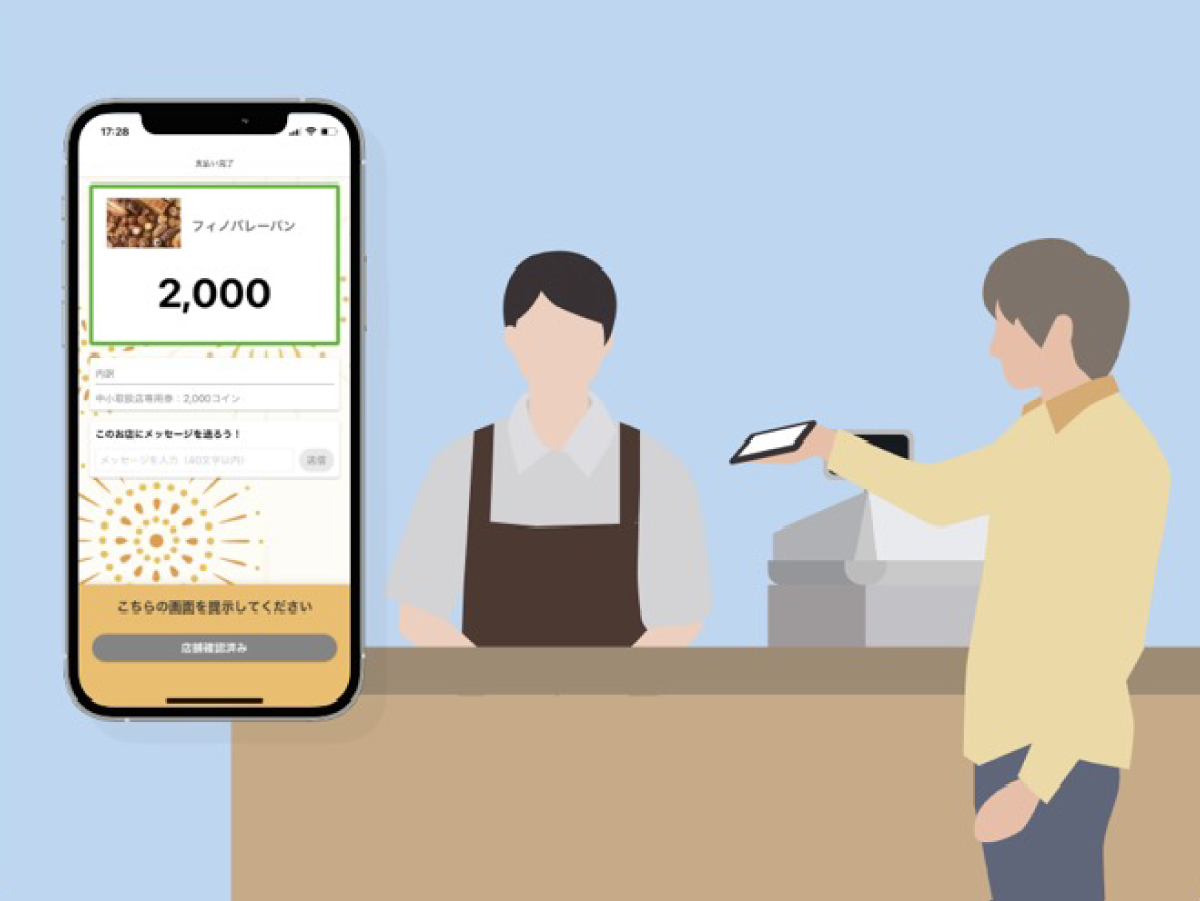 17:28
支払い完了
フィノバレーパン
2,000
内訳
中小取扱店専用券:2,000コイン
このお店にメッセージを送ろう!
メッセージを入力(40文字以内)
送信
こちらの画面を提示してください
店舗確認済み